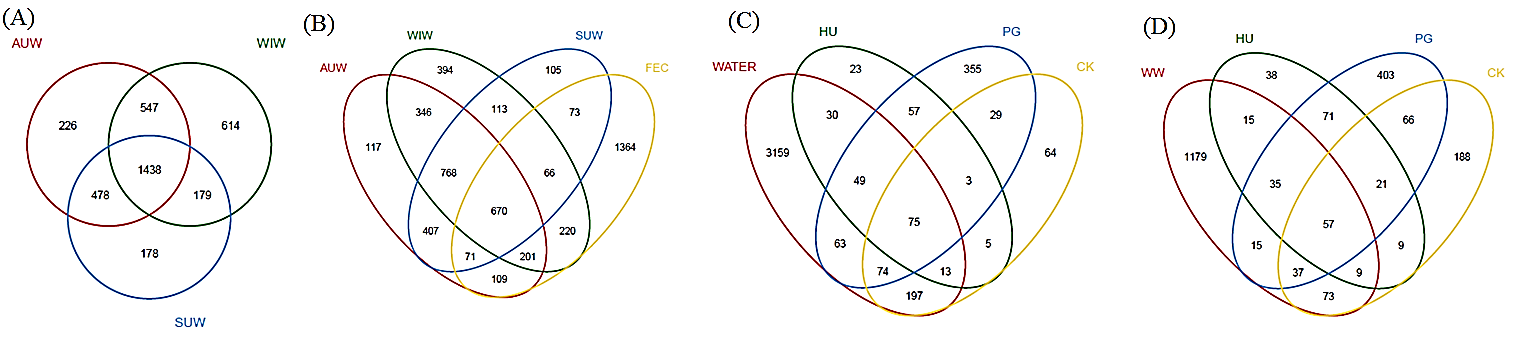 (A)
AUW
WIW
547
226
614
1438
478
179
178
SUW
(B)
WIW
SUW
AUW
FEC
394
105
346
113
73
117
1364
768
66
670
407
220
71
201
109
(C)
HU
PG
WATER
CK
23
355
30
57
29
3159
64
49
3
75
63
5
74
13
197
(D)
HU
PG
WW
CK
38
403
15
71
66
1179
188
35
21
57
15
9
37
9
73